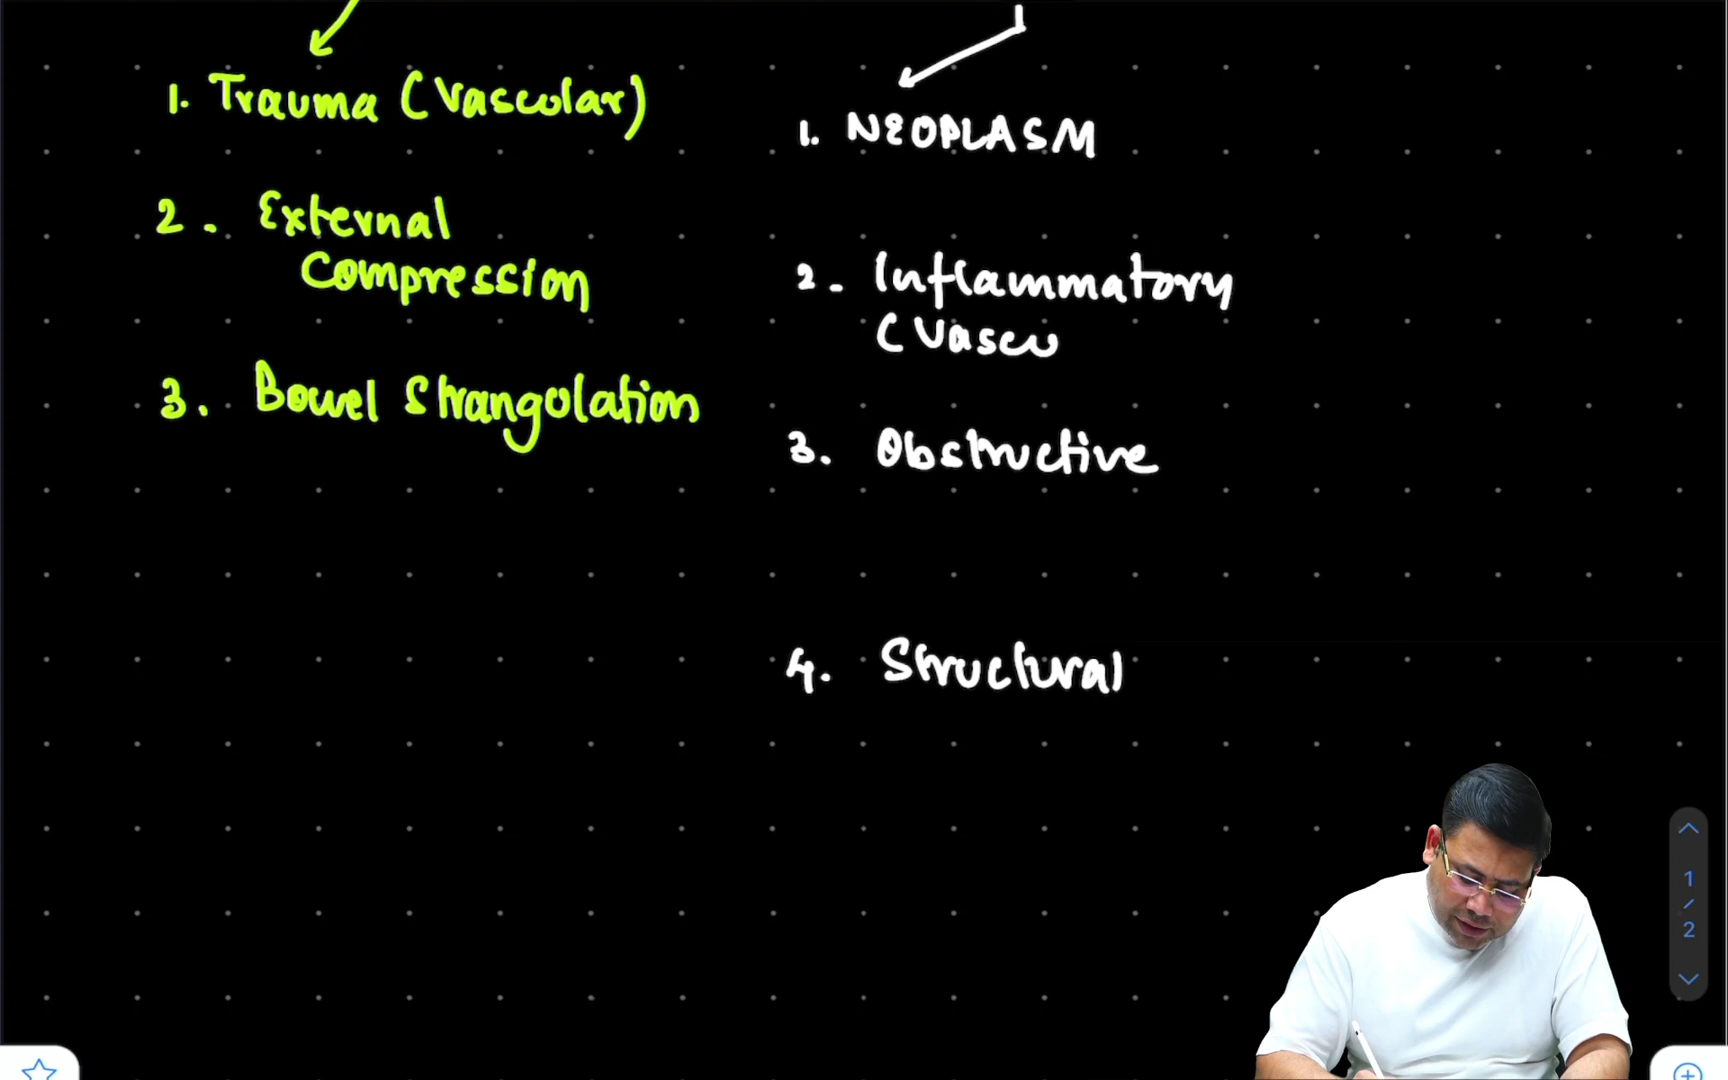 1. Trauma (Vascular)
2. External
Compression
3. Bowel Strangolation
1. NEOPLASM
2. Inflammatory
(Vascu
3. Obstructive
4. Structural
1
/
2